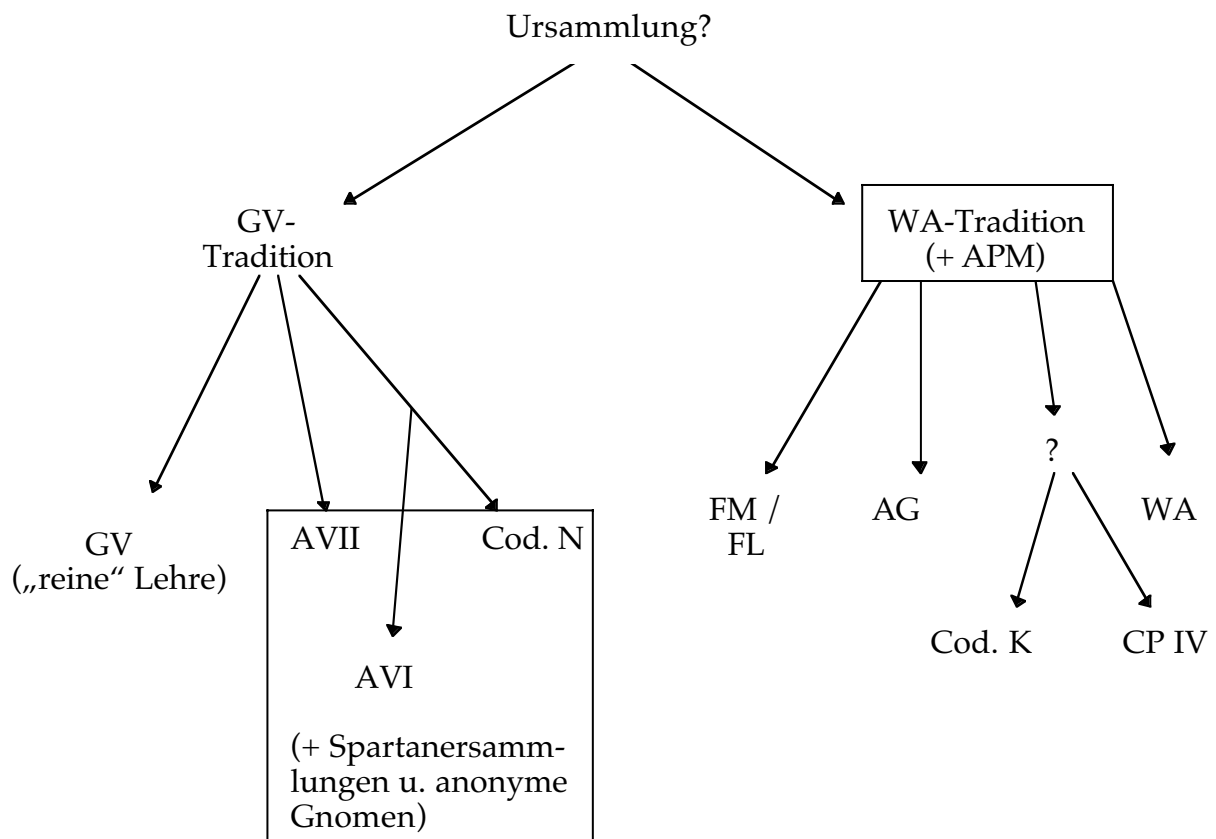 Ursammlung?
GV-
Tradition
WA-Tradition
(+ APM)
?
GV
(„reine“ Lehre)
AVII
Cod. N
FM /
FL
AG
WA
AVI
Cod. K
CP IV
(+ Spartanersamm-
lungen u. anonyme
Gnomen)